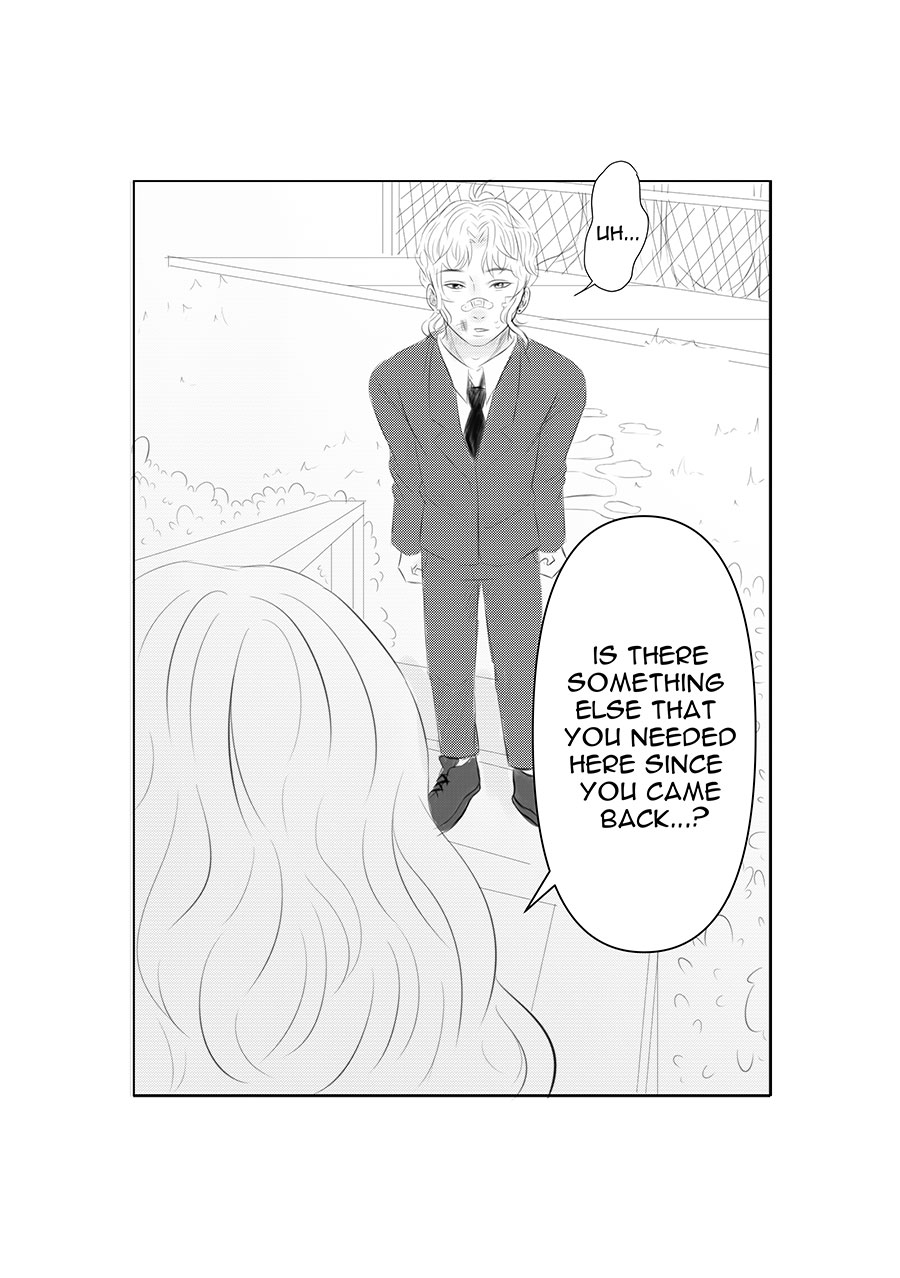 UH...
IS THERE
SOMETHING
ELSE THAT
YOU NEEDED
HERE SINCE
YOU CAME
BACK...?